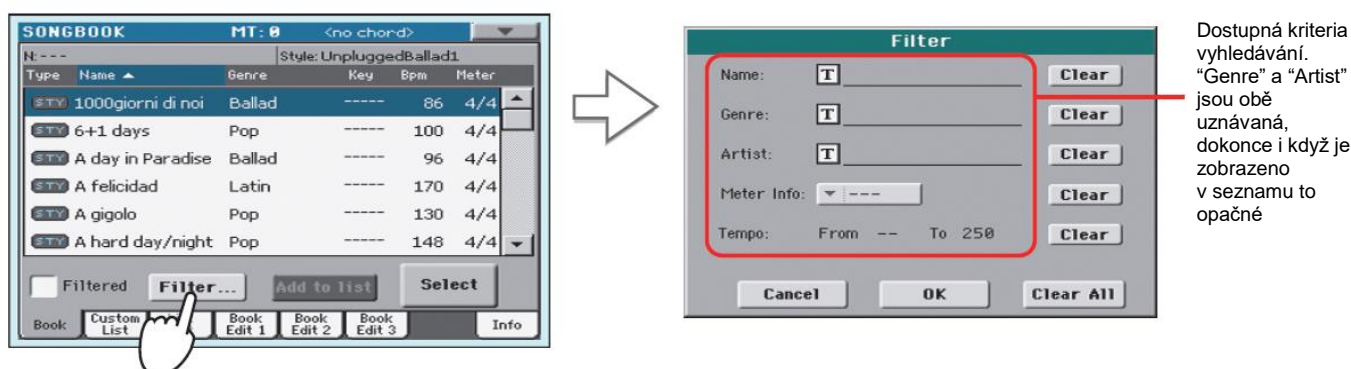 SONGBOOK MT: 0 <no chord>
N: --- Style: UnpluggedBallad1
Type Name Genre Key Bpm Meter
STY 1000giorni di noi Ballad ----- 86 4/4
STY 6+1 days Pop ----- 100 4/4
STY A day in Paradise Ballad ----- 96 4/4
STY A felicidad Latin ----- 170 4/4
STY A gigolo Pop ----- 130 4/4
STY A hard day/night Pop ----- 148 4/4
Filtered Filter... Add to list Select
Book Custom List Book Edit 1 Book Edit 2 Book Edit 3 Info
Filter
Name: T Clear
Genre: T Clear
Artist: T Clear
Meter Info: --- Clear
Tempo: From -- To 250 Clear
Cancel OK Clear All
Dostupná kriteria
vyhledávání.
“Genre” a “Artist”
jsou obě
uznávaná,
dokonce i když je
zobrazeno
v seznamu to
opačné